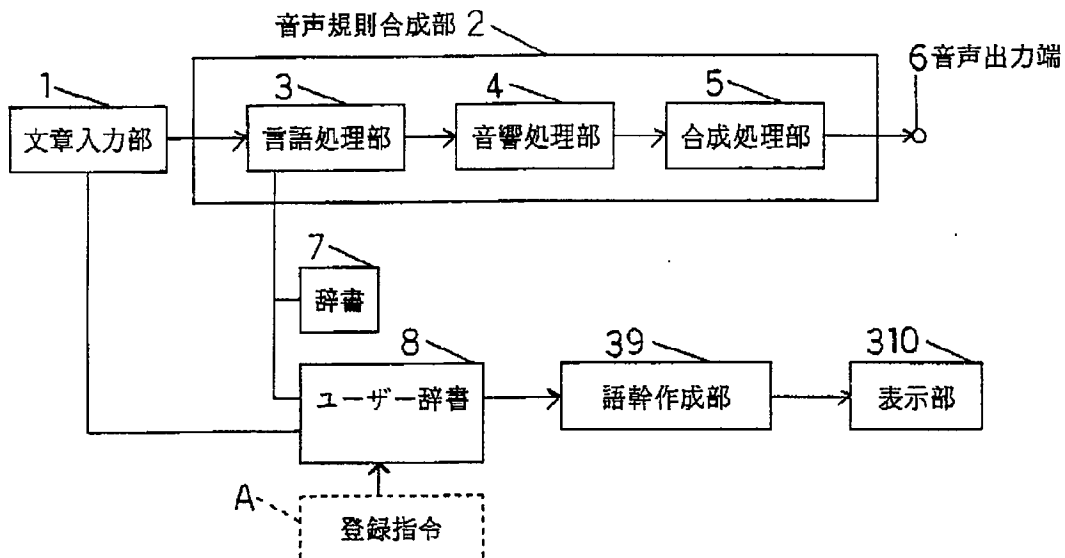 音声規則合成部 2
6 音声出力端
1
文章入力部
3
言語処理部
4
音響処理部
5
合成処理部
7
辞書
8
ユーザー辞書
39
語幹作成部
310
表示部
A
登録指令